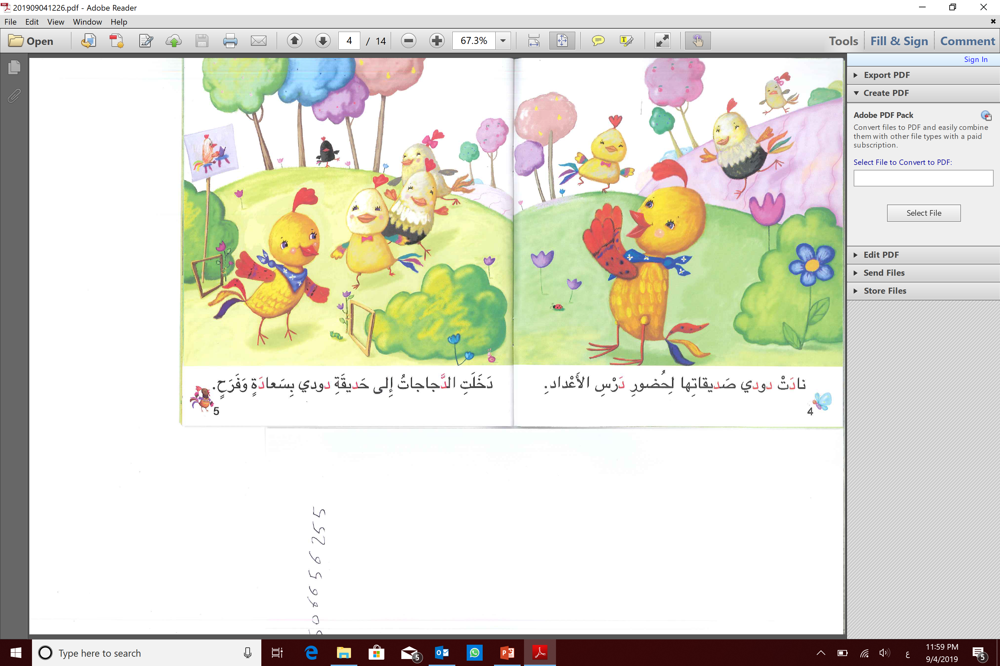 201909041226.pdf - Adobe Reader
File Edit View Window Help
Open 4 / 14 67.3% Tools Fill & Sign Comment
Sign In
Export PDF
Create PDF
Adobe PDF Pack
Convert files to PDF and easily combine
them with other file types with a paid
subscription.
Select File to Convert to PDF:
Select File
Edit PDF
Send Files
Store Files
نادَتْ دودي صَديقاتِها لِحُضورِ دَرْسِ الأَعْدادِ.
4
دَخَلَتِ الدَّجاجاتُ إِلى حَديقَةِ دودي بِسَعادَةٍ وَفَرَحٍ.
5
06656255
Type here to search
5
ع
11:59 PM
9/4/2019
5